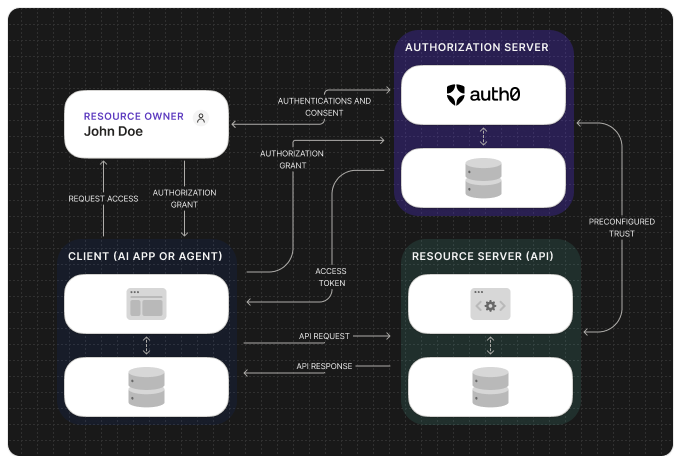 AUTHORIZATION SERVER
auth0
RESOURCE OWNER
John Doe
AUTHENTICATIONS AND
CONSENT
AUTHORIZATION
GRANT
REQUEST ACCESS
AUTHORIZATION
GRANT
PRECONFIGURED
TRUST
CLIENT (AI APP OR AGENT)
RESOURCE SERVER (API)
ACCESS
TOKEN
API REQUEST
API RESPONSE